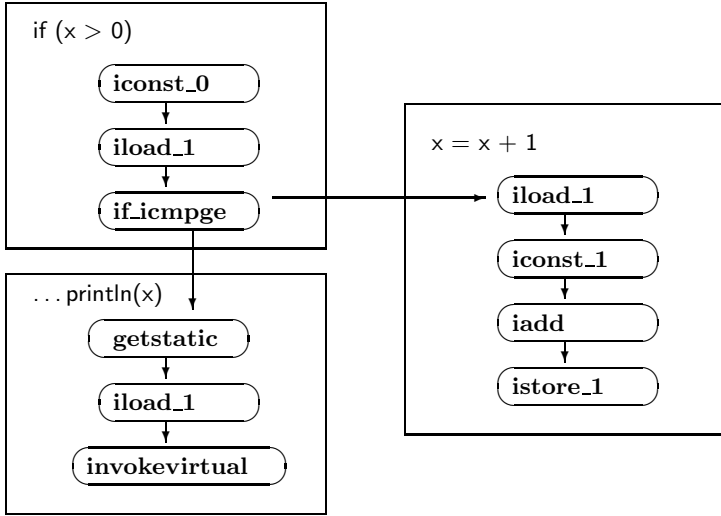 if (x > 0)
iconst_0
iload_1
if_icmpge
...println(x)
getstatic
iload_1
invokevirtual
x = x + 1
iload_1
iconst_1
iadd
istore_1